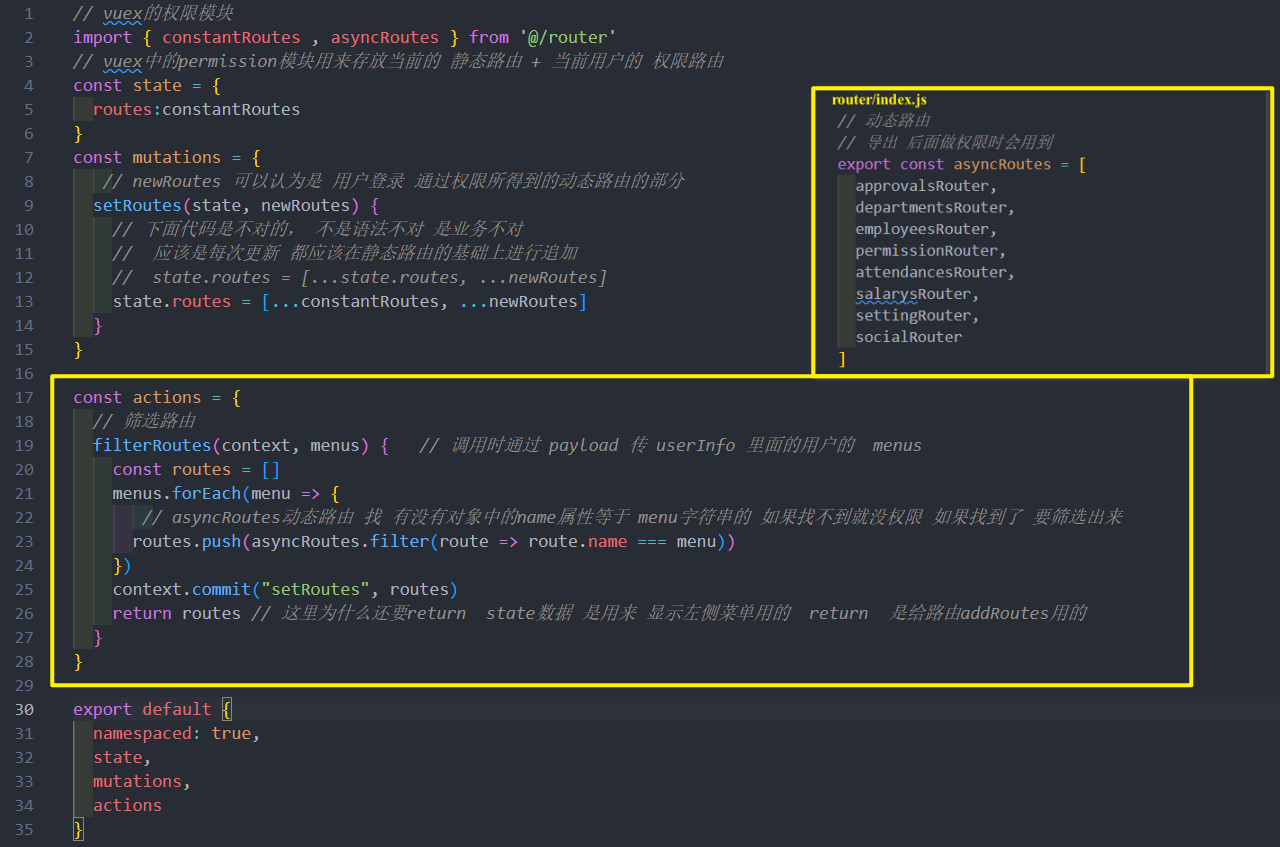 1 // vuex的权限模块
2 import { constantRoutes , asyncRoutes } from '@/router'
3 // vuex中的permission模块用来存放当前的 静态路由 + 当前用户的 权限路由
4 const state = {
5   routes:constantRoutes
6 }
7 const mutations = {
8    // newRoutes 可以认为是 用户登录 通过权限所得到的动态路由的部分
9   setRoutes(state, newRoutes) {
10     // 下面代码是不对的， 不是语法不对 是业务不对
11     //  应该是每次更新 都应该在静态路由的基础上进行追加
12     //  state.routes = [...state.routes, ...newRoutes]
13     state.routes = [...constantRoutes, ...newRoutes]
14   }
15 }
16
17 const actions = {
18   // 筛选路由
19   filterRoutes(context, menus) {   // 调用时通过 payload 传 userInfo 里面的用户的  menus
20     const routes = []
21     menus.forEach(menu => {
22        // asyncRoutes动态路由 找 有没有对象中的name属性等于 menu字符串的 如果找不到就没权限 如果找到了 要筛选出来
23       routes.push(asyncRoutes.filter(route => route.name === menu))
24     })
25     context.commit("setRoutes", routes)
26     return routes // 这里为什么还要return  state数据 是用来 显示左侧菜单用的  return  是给路由addRoutes用的
27   }
28 }
29
30 export default {
31   namespaced: true,
32   state,
33   mutations,
34   actions
35 }
router/index.js
// 动态路由
// 导出 后面做权限时会用到
export const asyncRoutes = [
  approvalsRouter,
  departmentsRouter,
  employeesRouter,
  permissionRouter,
  attendancesRouter,
  salarysRouter,
  settingRouter,
  socialRouter
]